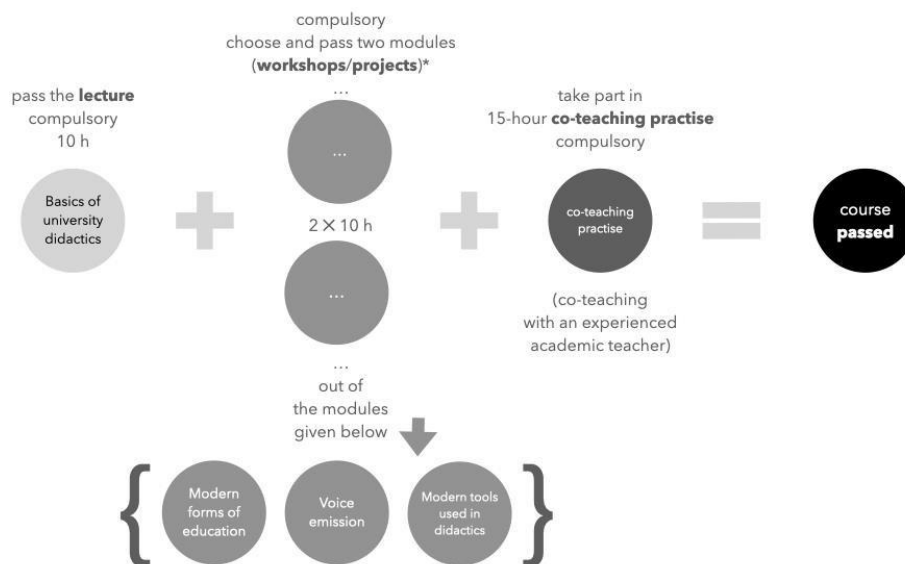 pass the lecture
compulsory
10 h
Basics of
university
didactics
compulsory
choose and pass two modules
(workshops/projects)*
...
...
2 × 10 h
...
...
out of
the modules
given below
Modern
forms of
education
Voice
emission
Modern tools
used in
didactics
take part in
15-hour co-teaching practise
compulsory
co-teaching
practise
(co-teaching
with an experienced
academic teacher)
course
passed